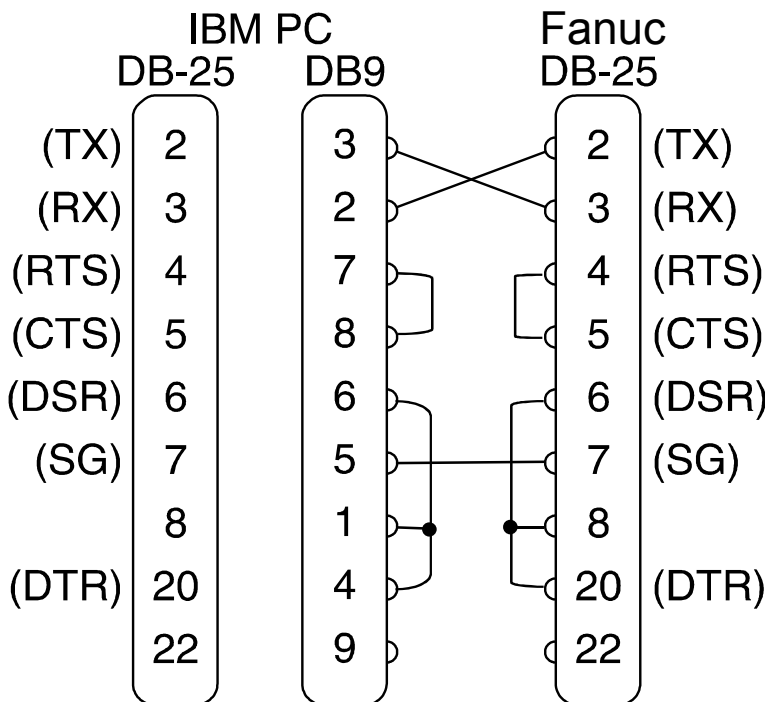 IBM PC Fanuc
DB-25 DB9 DB-25
(TX) 2 3 2 (TX)
(RX) 3 2 3 (RX)
(RTS) 4 7 4 (RTS)
(CTS) 5 8 5 (CTS)
(DSR) 6 6 6 (DSR)
(SG) 7 5 7 (SG)
8 1 8
(DTR) 20 4 20 (DTR)
22 9 22